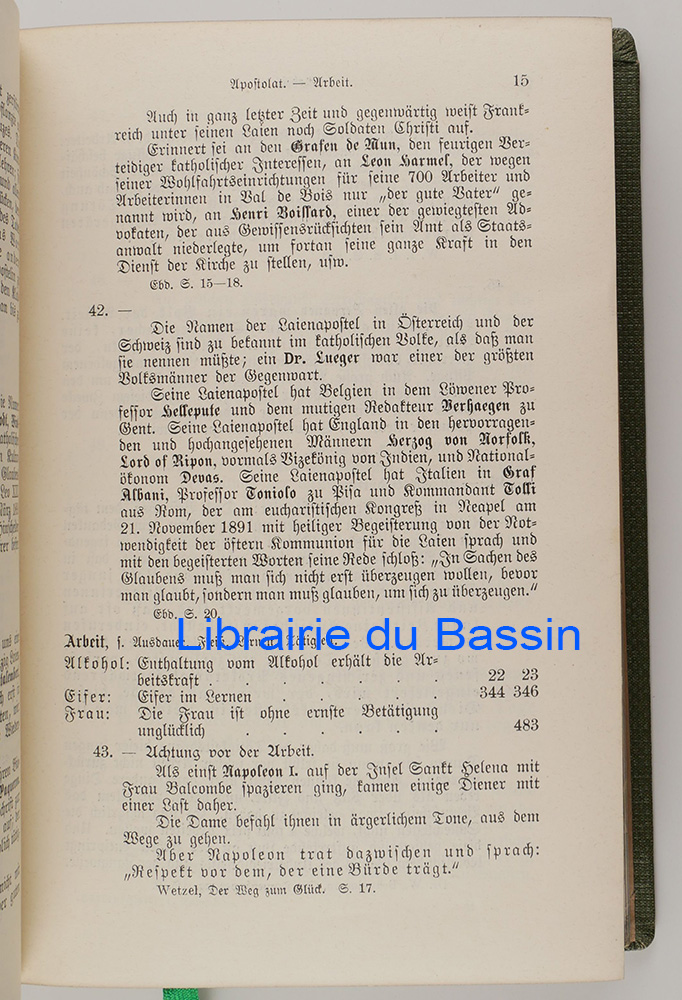 Apostolat. — Arbeit. 15
Auch in ganz letzter Zeit und gegenwärtig weist Frank-
reich unter seinen Laien noch Soldaten Christi auf.
Erinnert sei an den Grafen de Mun, den feurigen Ver-
teidiger katholischer Interessen, an Leon Harmel, der wegen
seiner Wohlfahrtseinrichtungen für seine 700 Arbeiter und
Arbeiterinnen in Val de Bois nur „der gute Vater" ge-
nannt wird, an Henri Boissard, einer der gewiegtesten Ad-
vokaten, der aus Gewissensrücksichten sein Amt als Staats-
anwalt niederlegte, um fortan seine ganze Kraft in den
Dienst der Kirche zu stellen, usw.
Ebd. S. 15—18.
42. —
Die Namen der Laienapostel in Österreich und der
Schweiz sind zu bekannt im katholischen Volke, als daß man
sie nennen müßte; ein Dr. Lueger war einer der größten
Volksmänner der Gegenwart.
Seine Laienapostel hat Belgien in dem Löwener Pro-
fessor Hellepute und dem mutigen Redakteur Verhaegen zu
Gent. Seine Laienapostel hat England in den hervorragen-
den und hochangesehenen Männern Herzog von Norfolk,
Lord of Ripon, vormals Vizekönig von Indien, und National-
ökonom Devas. Seine Laienapostel hat Italien in Graf
Albani, Professor Toniolo zu Pisa und Kommandant Tolli
aus Rom, der am eucharistischen Kongreß in Neapel am
21. November 1891 mit heiliger Begeisterung von der Not-
wendigkeit der öftern Kommunion für die Laien sprach und
mit den begeisterten Worten seine Rede schloß: „In Sachen des
Glaubens muß man sich nicht erst überzeugen wollen, bevor
man glaubt, sondern man muß glauben, um sich zu überzeugen."
Ebd. S. 20.
Librairie du Bassin
Arbeit, s. Ausdauer, Fleiß, Lernen, Tätigkeit.
Alkohol: Enthaltung vom Alkohol erhält die Ar-
beitskraft . . . . . . . 22 23
Eifer: Eifer im Lernen . . . . . 344 346
Frau: Die Frau ist ohne ernste Betätigung
unglücklich . . . . . . 483
43. — Achtung vor der Arbeit.
Als einst Napoleon I. auf der Insel Sankt Helena mit
Frau Balcombe spazieren ging, kamen einige Diener mit
einer Last daher.
Die Dame befahl ihnen in ärgerlichem Tone, aus dem
Wege zu gehen.
Aber Napoleon trat dazwischen und sprach:
„Respekt vor dem, der eine Bürde trägt."
Wetzel, Der Weg zum Glück. S. 17.